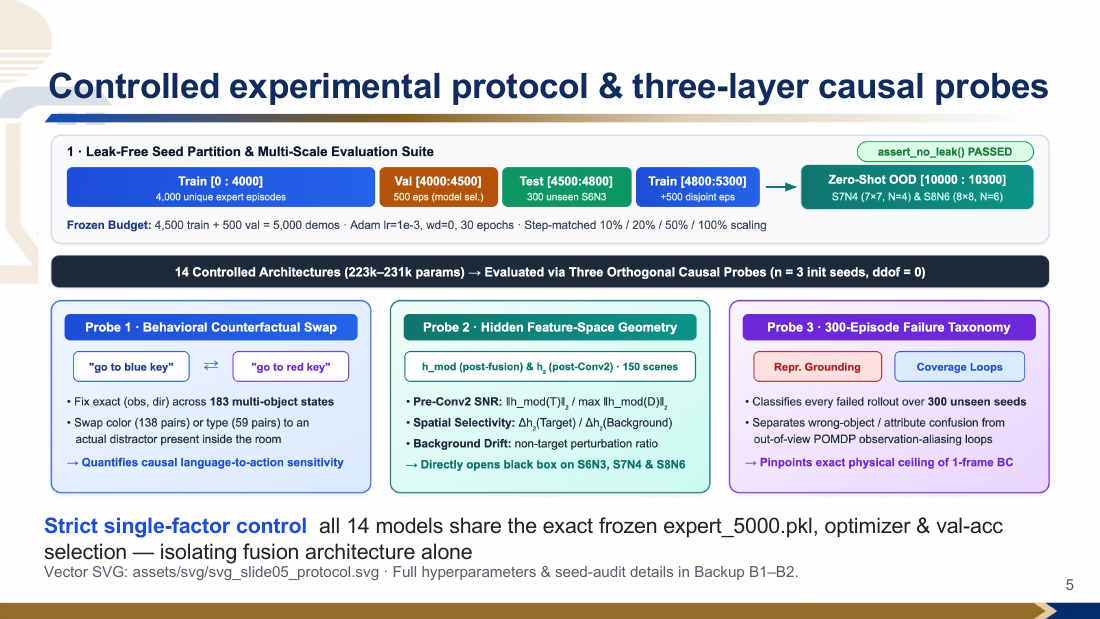 Controlled experimental protocol & three-layer causal probes
1 · Leak-Free Seed Partition & Multi-Scale Evaluation Suite
assert_no_leak() PASSED
Train [0 : 4000]
4,000 unique expert episodes
Val [4000:4500]
500 eps (model sel.)
Test [4500:4800]
300 unseen S6N3
Train [4800:5300]
+500 disjoint eps
Zero-Shot OOD [10000 : 10300]
S7N4 (7×7, N=4) & S8N6 (8×8, N=6)
Frozen Budget: 4,500 train + 500 val = 5,000 demos · Adam lr=1e-3, wd=0, 30 epochs · Step-matched 10% / 20% / 50% / 100% scaling
14 Controlled Architectures (223k–231k params) → Evaluated via Three Orthogonal Causal Probes (n = 3 init seeds, ddof = 0)
Probe 1 · Behavioral Counterfactual Swap
"go to blue key" ⇄ "go to red key"
• Fix exact (obs, dir) across 183 multi-object states
• Swap color (138 pairs) or type (59 pairs) to an
actual distractor present inside the room
→ Quantifies causal language-to-action sensitivity
Probe 2 · Hidden Feature-Space Geometry
h_mod (post-fusion) & h₂ (post-Conv2) · 150 scenes
• Pre-Conv2 SNR: ‖h_mod(T)‖₂ / max ‖h_mod(D)‖₂
• Spatial Selectivity: Δh₂(Target) / Δh₂(Background)
• Background Drift: non-target perturbation ratio
→ Directly opens black box on S6N3, S7N4 & S8N6
Probe 3 · 300-Episode Failure Taxonomy
Repr. Grounding
Coverage Loops
• Classifies every failed rollout over 300 unseen seeds
• Separates wrong-object / attribute confusion from
out-of-view POMDP observation-aliasing loops
→ Pinpoints exact physical ceiling of 1-frame BC
Strict single-factor control all 14 models share the exact frozen expert_5000.pkl, optimizer & val-acc
selection — isolating fusion architecture alone
Vector SVG: assets/svg/svg_slide05_protocol.svg · Full hyperparameters & seed-audit details in Backup B1–B2.
5